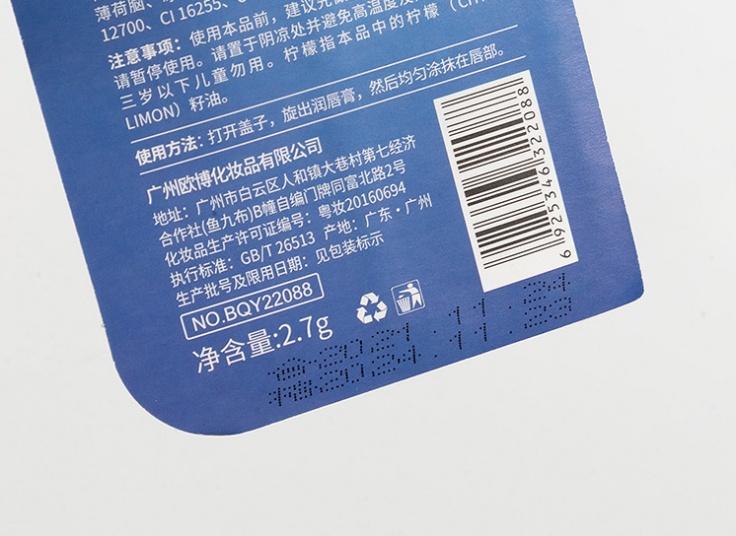 薄荷脑、
12700、CI 16255、
注意事项：使用本品前，建议先
请暂停使用。请置于阴凉处并避免高温度及
三岁以下儿童勿用。柠檬指本品中的柠檬（CIT
LIMON）籽油。
使用方法：打开盖子，旋出润唇膏，然后均匀涂抹在唇部。
广州欧博化妆品有限公司
地址：广州市白云区人和镇大巷村第七经济
合作社(鱼九布)B幢自编门牌同富北路2号
化妆品生产许可证编号：粤妆20160694
执行标准：GB/T 26513 产地：广东·广州
生产批号及限用日期：见包装标示
NO.BQY22088
净含量:2.7g
6 925346 322088